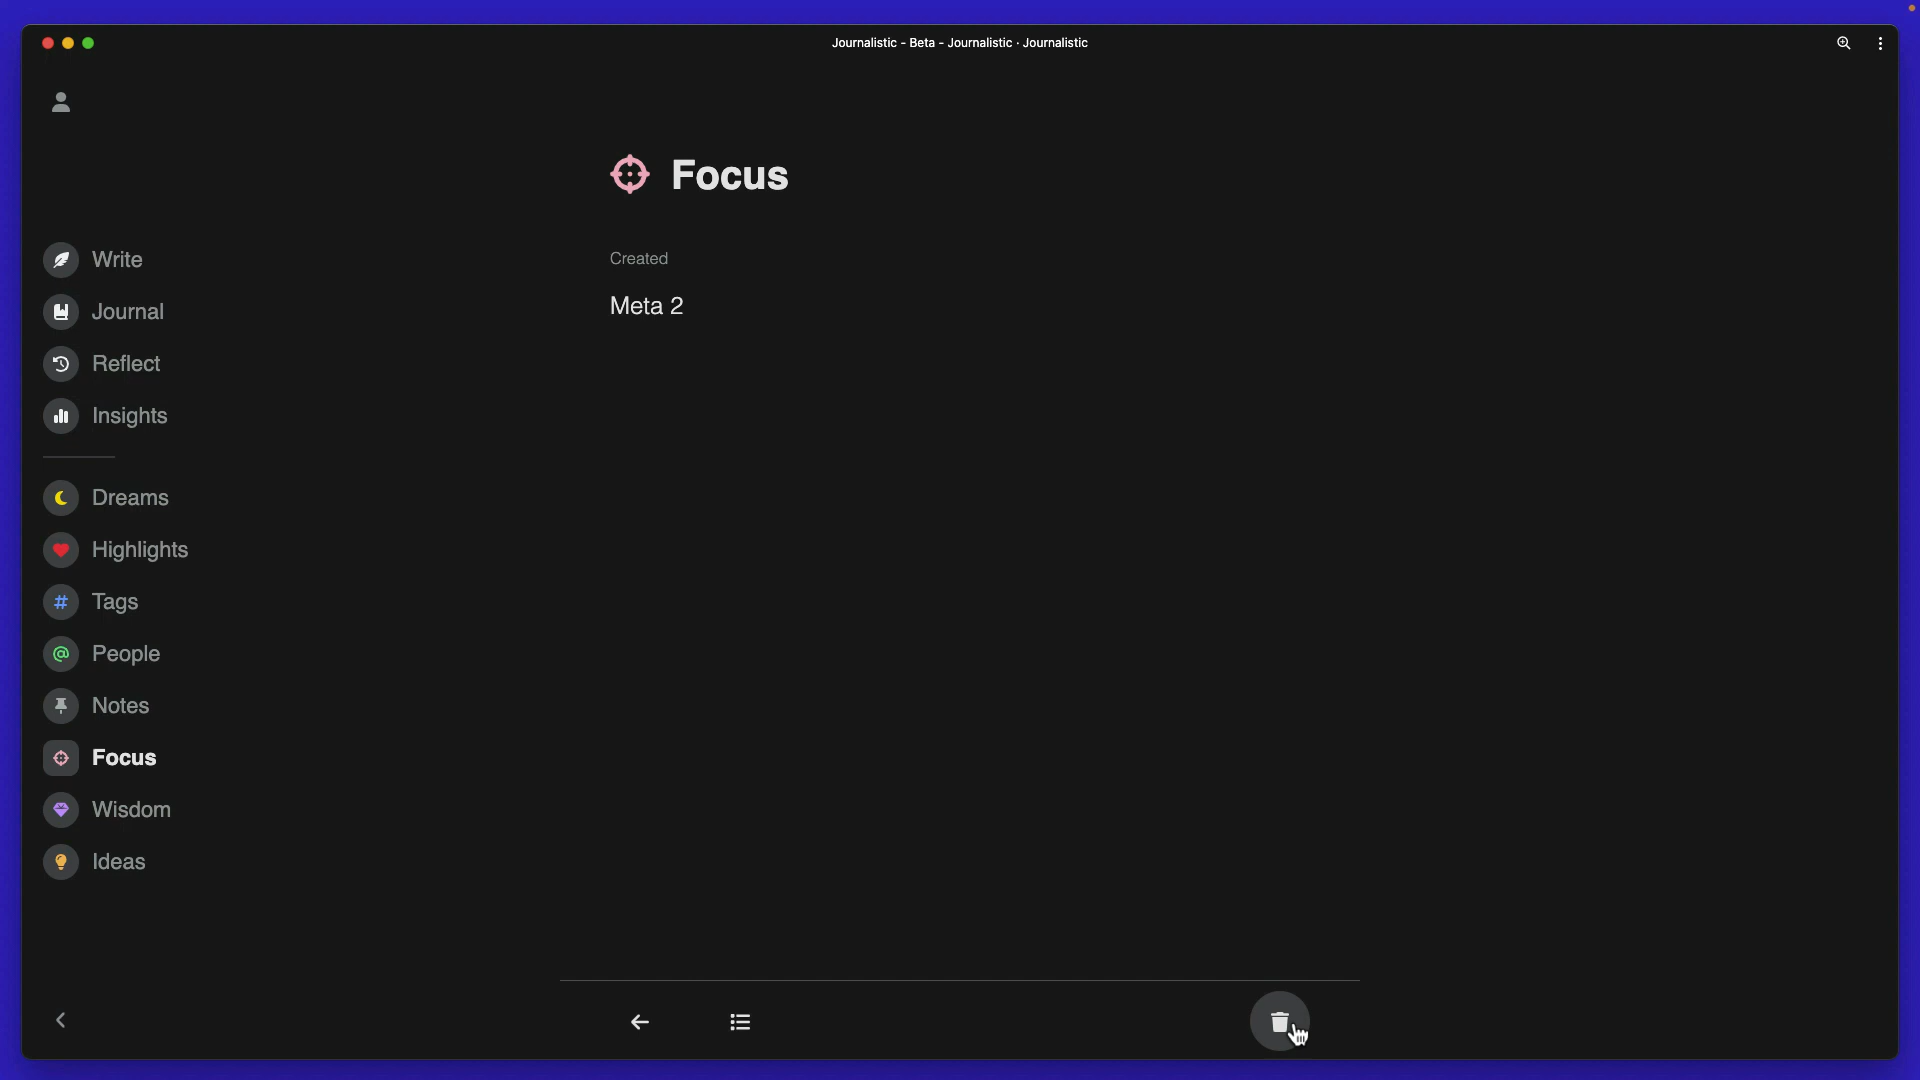 Journalistic - Beta - Journalistic · Journalistic
Focus
Created
Meta 2
Write
Journal
Reflect
Insights
Dreams
Highlights
# Tags
@ People
Notes
Focus
Wisdom
Ideas